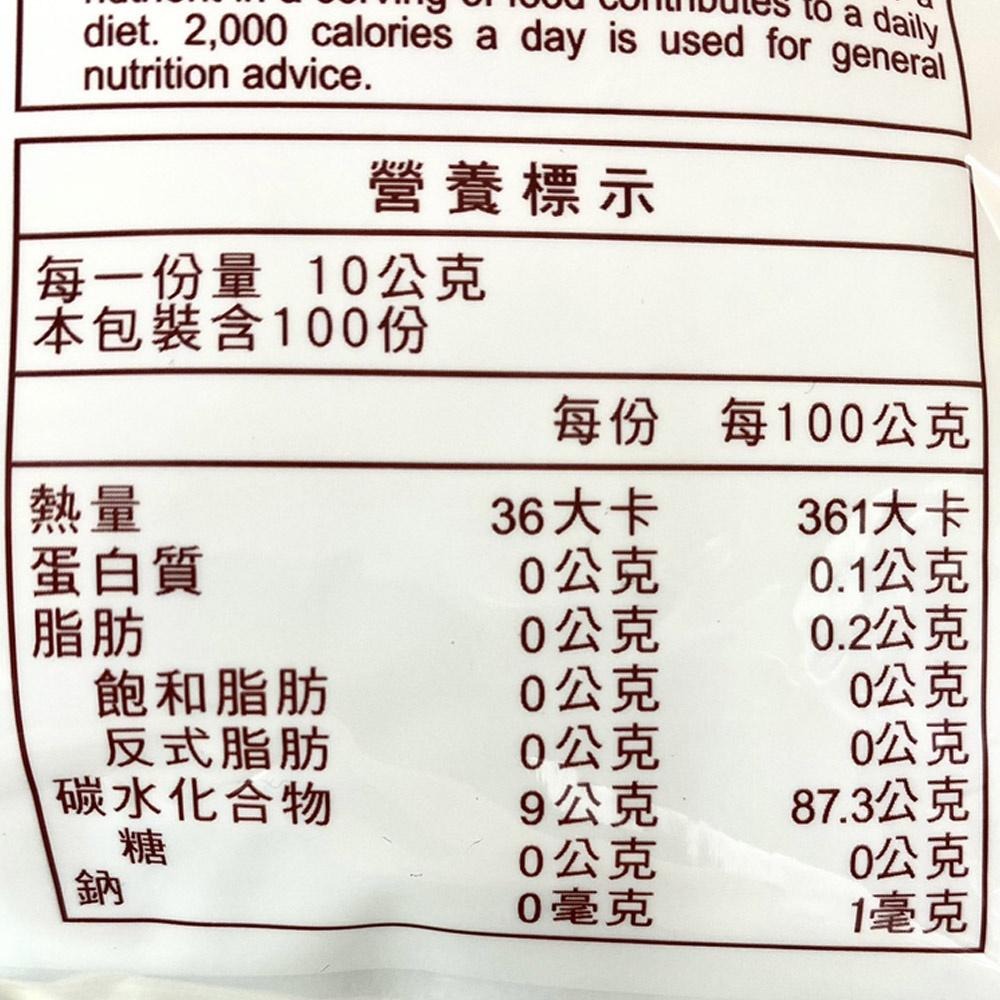 contributes to a daily
diet. 2,000 calories a day is used for general
nutrition advice.
營養標示
每一份量 10公克
本包裝含100份
每份 每100公克
熱量 36大卡 361大卡
蛋白質 0公克 0.1公克
脂肪 0公克 0.2公克
飽和脂肪 0公克 0公克
反式脂肪 0公克 0公克
碳水化合物 9公克 87.3公克
糖 0公克 0公克
鈉 0毫克 1毫克